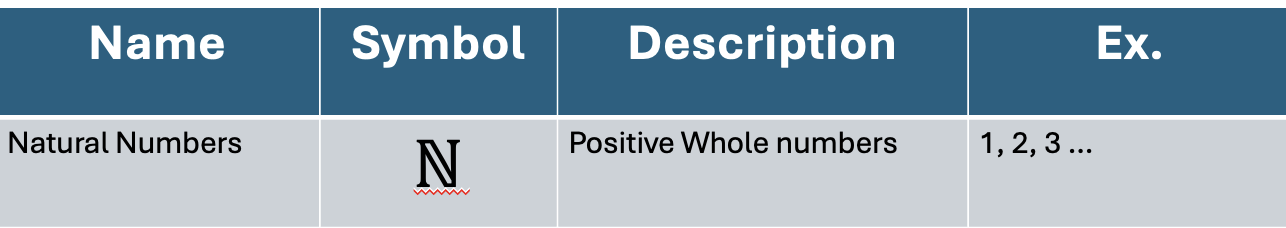 Name Symbol Description Ex.
Natural Numbers ℕ Positive Whole numbers 1, 2, 3 ...